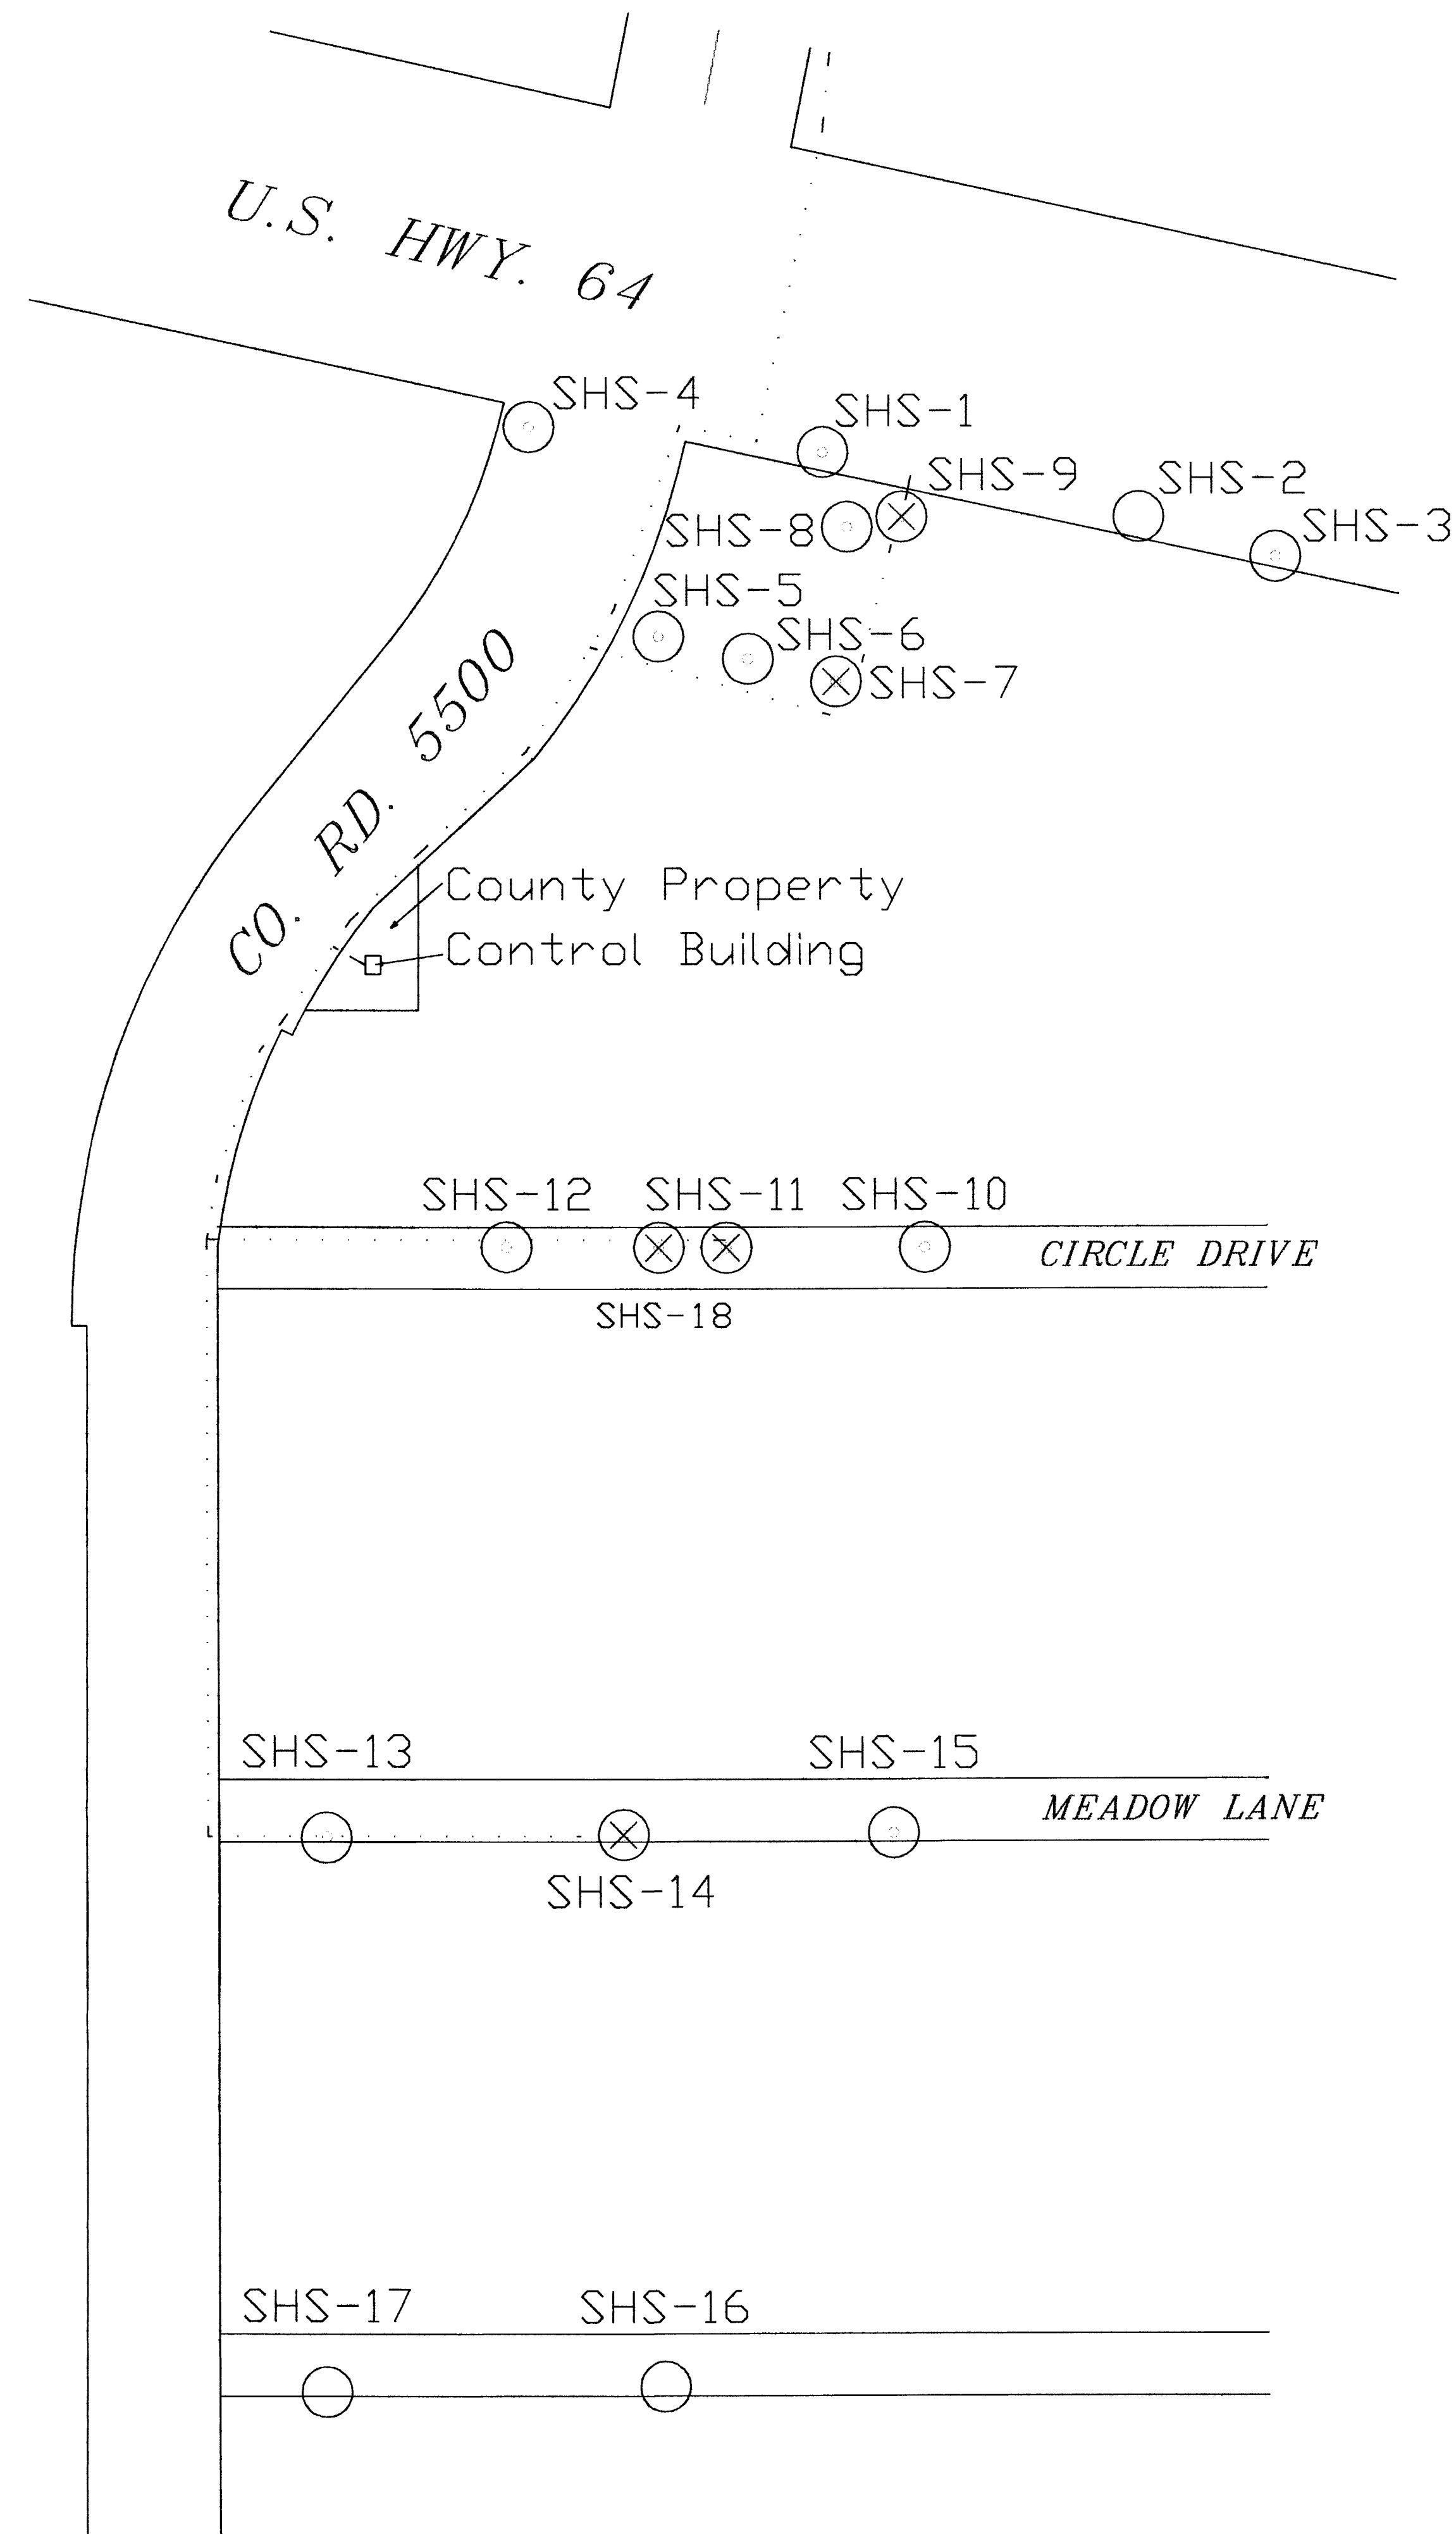 U.S. HWY. 64
SHS-4
SHS-1
SHS-9
SHS-2
SHS-3
SHS-8
SHS-5
SHS-6
SHS-7
CO. RD. 5500
County Property
Control Building
SHS-12
SHS-11
SHS-10
CIRCLE DRIVE
SHS-18
SHS-13
SHS-15
MEADOW LANE
SHS-14
SHS-17
SHS-16